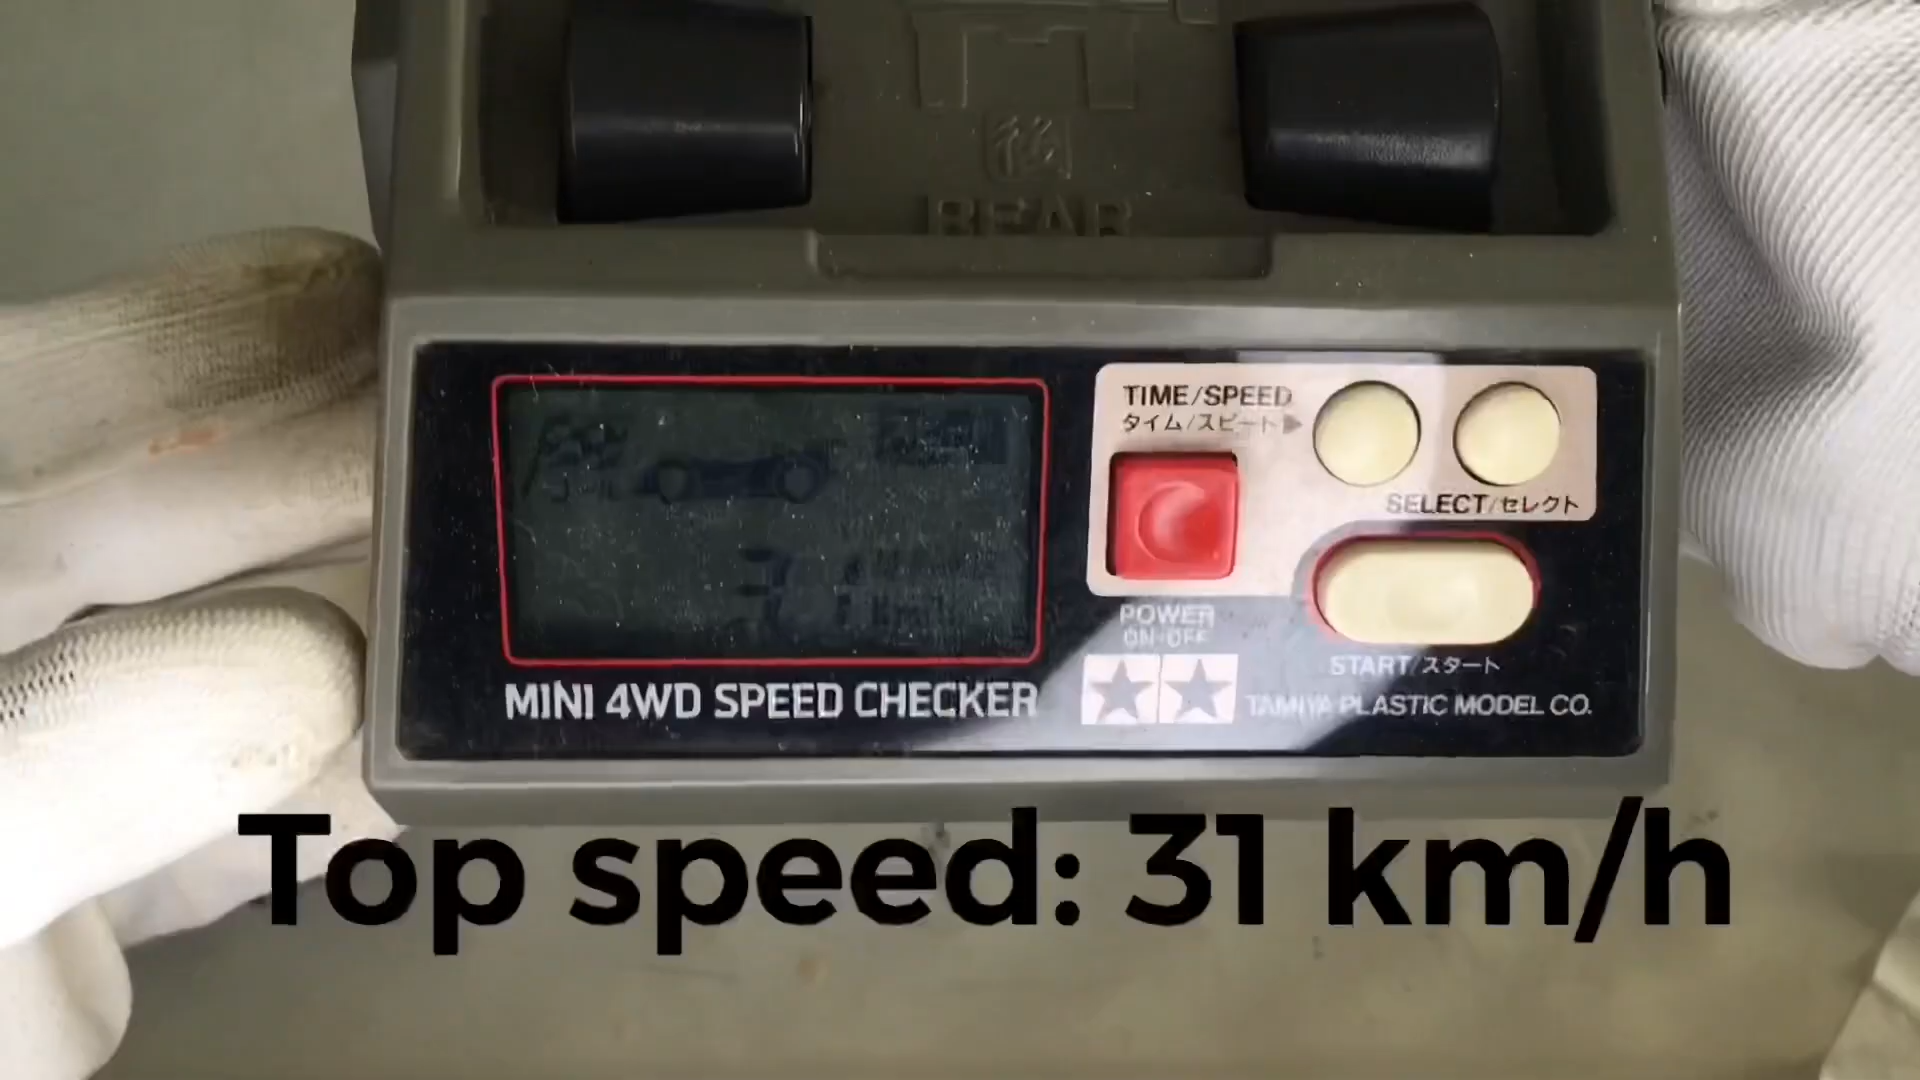 後
REAR
TIME/SPEED
タイム/スピード
SELECT/セレクト
POWER
ON-OFF
START/スタート
MINI 4WD SPEED CHECKER
TAMIYA PLASTIC MODEL CO.
Top speed: 31 km/h